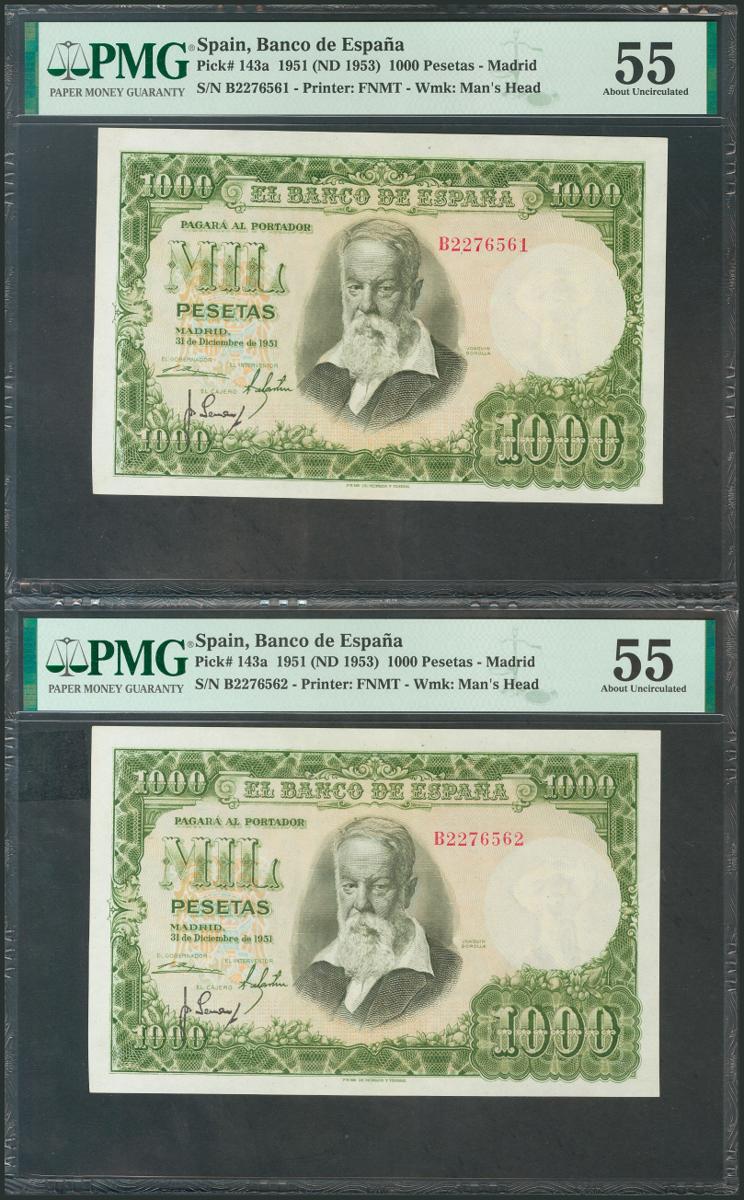 PMG® Spain, Banco de España
Pick# 143a 1951 (ND 1953) 1000 Pesetas - Madrid
PAPER MONEY GUARANTY S/N B2276561 - Printer: FNMT - Wmk: Man's Head
55
About Uncirculated
1000 EL BANCO DE ESPAÑA 1000
PAGARÁ AL PORTADOR
B2276561
MIL
PESETAS
MADRID,
31 de Diciembre de 1951
JOAQUIN
SOROLLA
EL GOBERNADOR EL INTERVENTOR
EL CAJERO
1000 1000
PMG® Spain, Banco de España
Pick# 143a 1951 (ND 1953) 1000 Pesetas - Madrid
PAPER MONEY GUARANTY S/N B2276562 - Printer: FNMT - Wmk: Man's Head
55
About Uncirculated
1000 EL BANCO DE ESPAÑA 1000
PAGARÁ AL PORTADOR
B2276562
MIL
PESETAS
MADRID,
31 de Diciembre de 1951
JOAQUIN
SOROLLA
EL GOBERNADOR EL INTERVENTOR
EL CAJERO
1000 1000